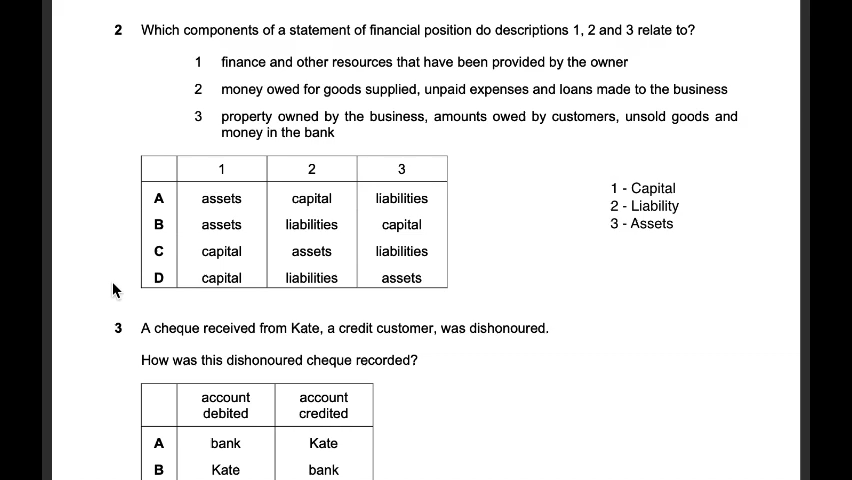 2 Which components of a statement of financial position do descriptions 1, 2 and 3 relate to?
1 finance and other resources that have been provided by the owner
2 money owed for goods supplied, unpaid expenses and loans made to the business
3 property owned by the business, amounts owed by customers, unsold goods and
money in the bank
1 2 3
A assets capital liabilities
B assets liabilities capital
C capital assets liabilities
D capital liabilities assets
1 - Capital
2 - Liability
3 - Assets
3 A cheque received from Kate, a credit customer, was dishonoured.
How was this dishonoured cheque recorded?
account account
debited credited
A bank Kate
B Kate bank